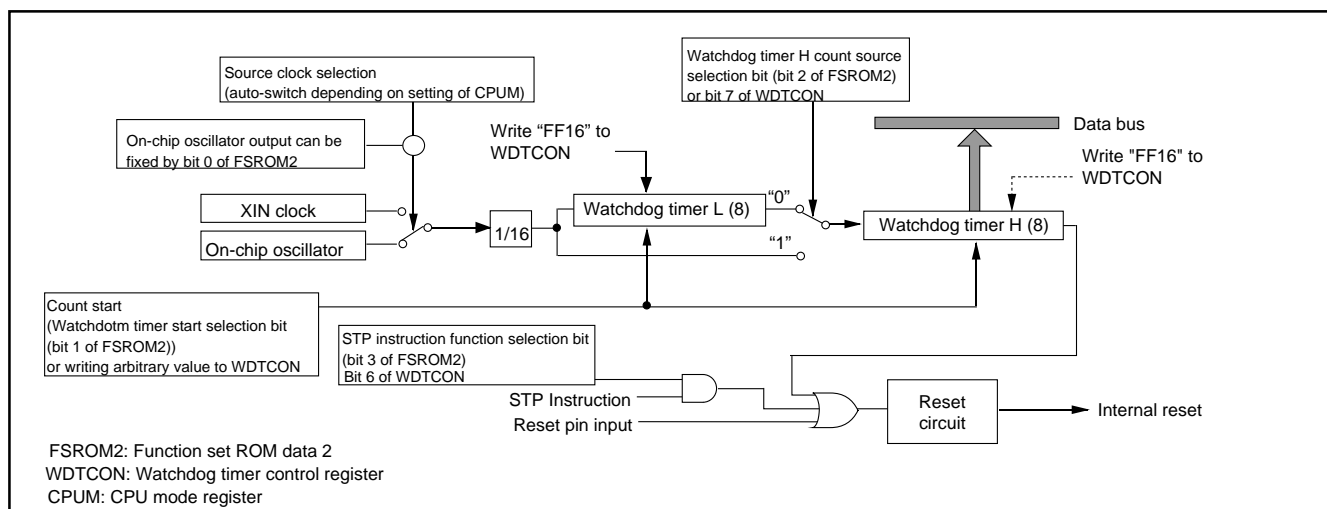 Source clock selection
(auto-switch depending on setting of CPUM)
Watchdog timer H count source
selection bit (bit 2 of FSROM2)
or bit 7 of WDTCON
On-chip oscillator output can be
fixed by bit 0 of FSROM2
Write “FF16” to
WDTCON
Data bus
Write "FF16" to
WDTCON
XIN clock
On-chip oscillator
1/16
Watchdog timer L (8)
“0”
“1”
Watchdog timer H (8)
Count start
(Watchdotm timer start selection bit
(bit 1 of FSROM2))
or writing arbitrary value to WDTCON
STP instruction function selection bit
(bit 3 of FSROM2)
Bit 6 of WDTCON
STP Instruction
Reset pin input
Reset
circuit
Internal reset
FSROM2: Function set ROM data 2
WDTCON: Watchdog timer control register
CPUM: CPU mode register